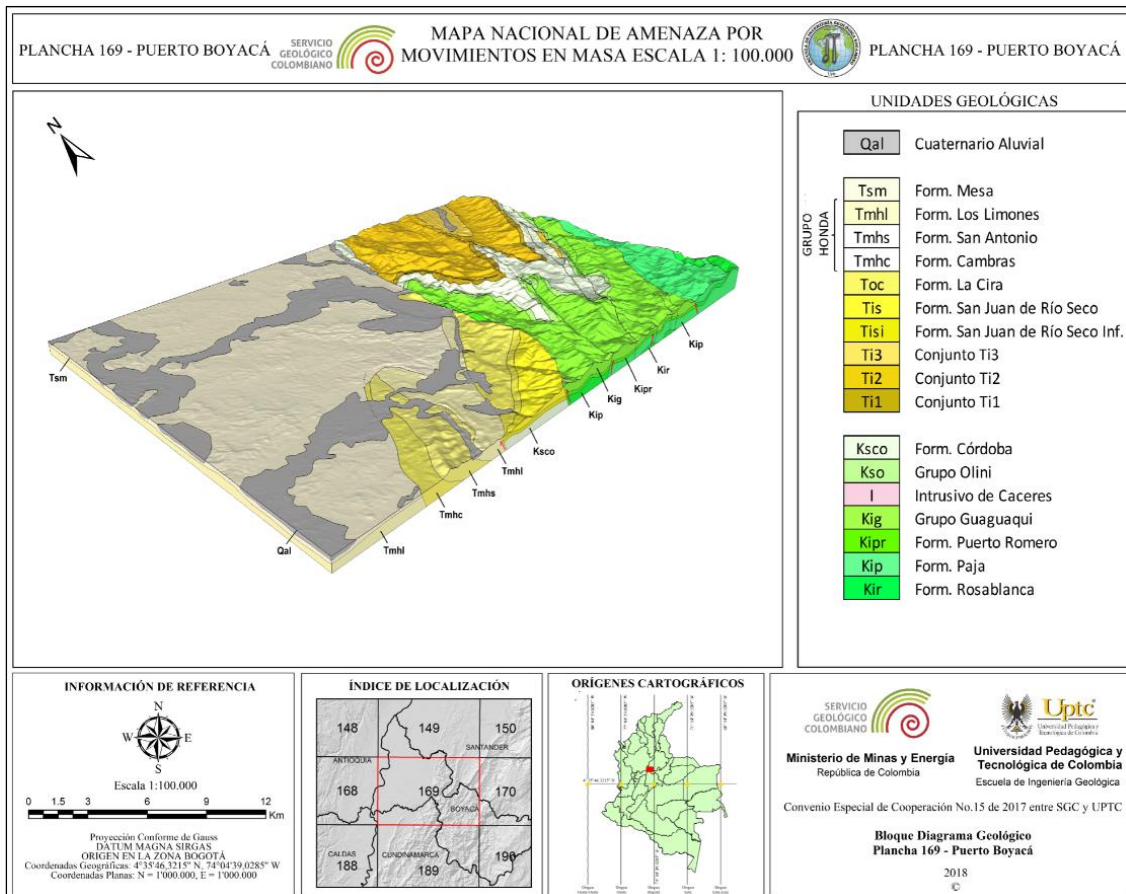 PLANCHA 169 - PUERTO BOYACÁ
SERVICIO
GEOLÓGICO
COLOMBIANO
MAPA NACIONAL DE AMENAZA POR
MOVIMIENTOS EN MASA ESCALA 1: 100.000
PLANCHA 169 - PUERTO BOYACÁ
N
Tsm
Qal
Tmhl
Tmhc
Tmhs
Tmhl
Ksco
Kip
Kig
Kipr
Kir
Kip
UNIDADES GEOLÓGICAS
Qal Cuaternario Aluvial
GRUPO
HONDA
Tsm Form. Mesa
Tmhl Form. Los Limones
Tmhs Form. San Antonio
Tmhc Form. Cambras
Toc Form. La Cira
Tis Form. San Juan de Río Seco
Tisi Form. San Juan de Río Seco Inf.
Ti3 Conjunto Ti3
Ti2 Conjunto Ti2
Ti1 Conjunto Ti1
Ksco Form. Córdoba
Kso Grupo Olini
I Intrusivo de Caceres
Kig Grupo Guaguaqui
Kipr Form. Puerto Romero
Kip Form. Paja
Kir Form. Rosablanca
INFORMACIÓN DE REFERENCIA
N
W E
S
Escala 1:100.000
0 1.5 3 6 9 12
Km
Proyección Conforme de Gauss
DATUM MAGNA SIRGAS
ORIGEN EN LA ZONA BOGOTÁ
Coordenadas Geográficas: 4°35'46,3215" N, 74°04'39,0285" W
Coordenadas Planas: N = 1'000.000, E = 1'000.000
ÍNDICE DE LOCALIZACIÓN
148 149 150
SANTANDER
ANTIOQUIA
168 169 170
BOYACA
CALDAS
CUNDINAMARCA
188 189 190
ORÍGENES CARTOGRÁFICOS
SERVICIO
GEOLÓGICO
COLOMBIANO
Uptc
Universidad Pedagógica y
Tecnológica de Colombia
Ministerio de Minas y Energía
República de Colombia
Universidad Pedagógica y
Tecnológica de Colombia
Escuela de Ingeniería Geológica
Convenio Especial de Cooperación No.15 de 2017 entre SGC y UPTC
Bloque Diagrama Geológico
Plancha 169 - Puerto Boyacá
2018
©